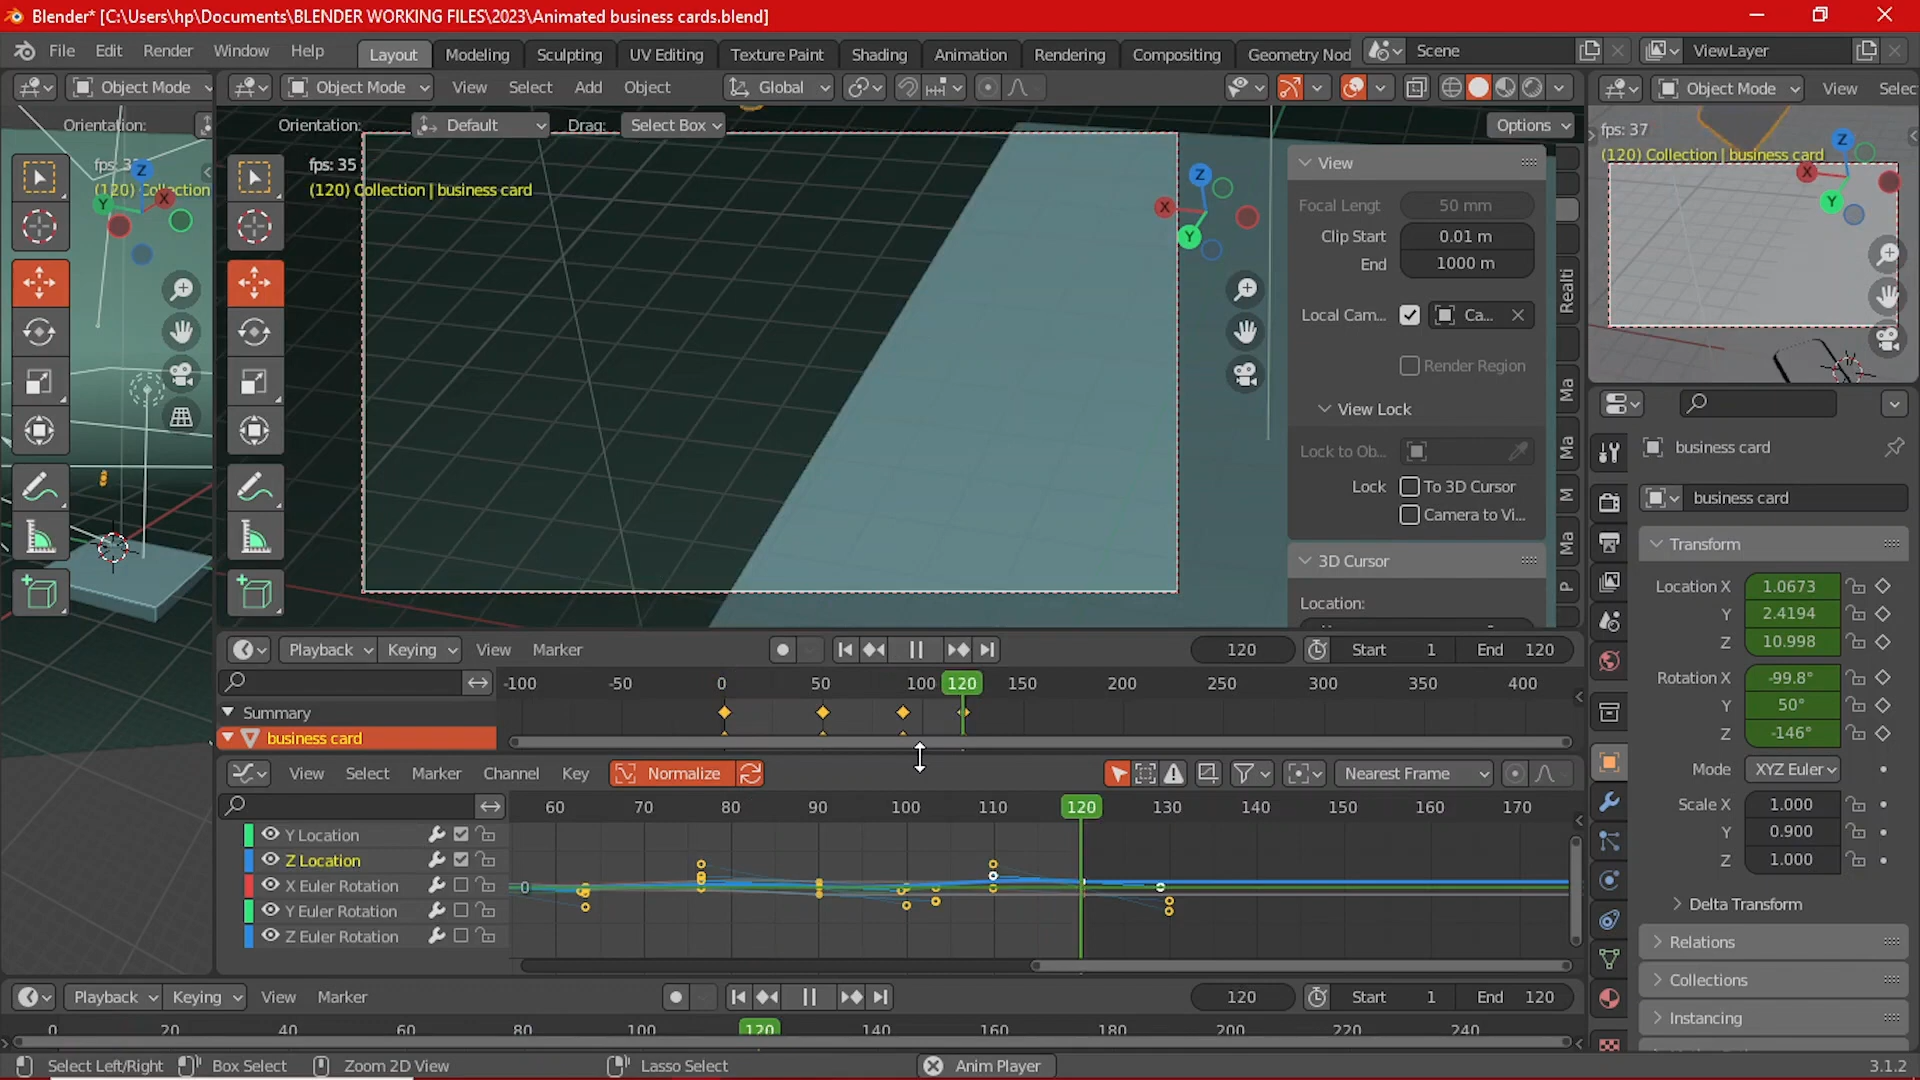 Blender* [C:\Users\hp\Documents\BLENDER WORKING FILES\2023\Animated business cards.blend]
File Edit Render Window Help Layout Modeling Sculpting UV Editing Texture Paint Shading Animation Rendering Compositing Geometry Nod Scene ViewLayer
Object Mode Object Mode View Select Add Object Global Object Mode View Selec
Orientation: Orientation: Default Drag: Select Box Options
fps: 35 fps: 37
(120) Collection (120) Collection | business card (120) Collection | business card
View
Focal Lengt 50 mm
Clip Start 0.01 m
End 1000 m
Local Cam... Ca...
Render Region
View Lock
Lock to Ob...
Lock To 3D Cursor
Camera to Vi...
3D Cursor
Location:
Realti
Ma
Ma
M
Ma
P
X Y Z
X Y Z
X Y Z
business card
business card
Transform
Location X 1.0673
Y 2.4194
Z 10.998
Rotation X -99.8°
Y 50°
Z -146°
Mode XYZ Euler
Scale X 1.000
Y 0.900
Z 1.000
Delta Transform
Relations
Collections
Instancing
Playback Keying View Marker 120 Start 1 End 120
-100 -50 0 50 100 120 150 200 250 300 350 400
Summary
business card
View Select Marker Channel Key Normalize Nearest Frame
60 70 80 90 100 110 120 130 140 150 160 170
Y Location
Z Location
X Euler Rotation
Y Euler Rotation
Z Euler Rotation
0
Playback Keying View Marker 120 Start 1 End 120
0 20 40 60 80 100 120 140 160 180 200 220 240
Select Left/Right Box Select Zoom 2D View Lasso Select Anim Player 3.1.2